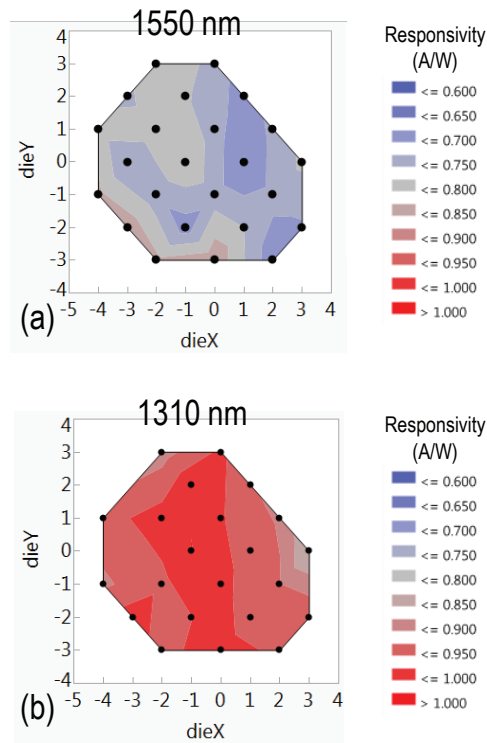 1550 nm
4
3
2
1
0
-1
-2
-3
-4
dieY
-5 -4 -3 -2 -1 0 1 2 3 4
dieX
(a)
Responsivity
(A/W)
<= 0.600
<= 0.650
<= 0.700
<= 0.750
<= 0.800
<= 0.850
<= 0.900
<= 0.950
<= 1.000
> 1.000
1310 nm
4
3
2
1
0
-1
-2
-3
-4
dieY
-5 -4 -3 -2 -1 0 1 2 3 4
dieX
(b)
Responsivity
(A/W)
<= 0.600
<= 0.650
<= 0.700
<= 0.750
<= 0.800
<= 0.850
<= 0.900
<= 0.950
<= 1.000
> 1.000